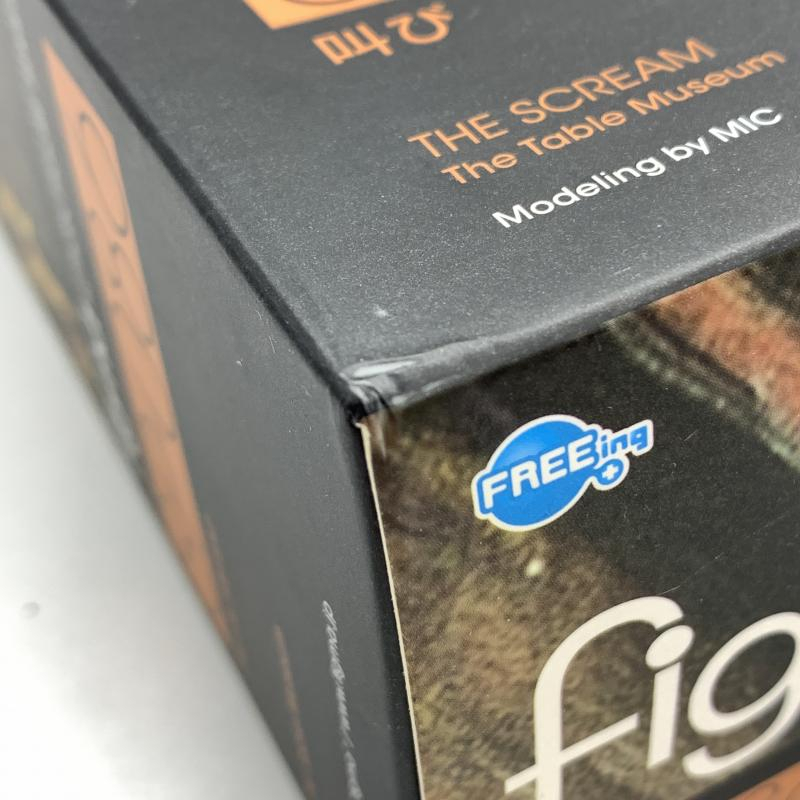 叫び
THE SCREAM
The Table Museum
Modeling by MIC
FREEing
fig